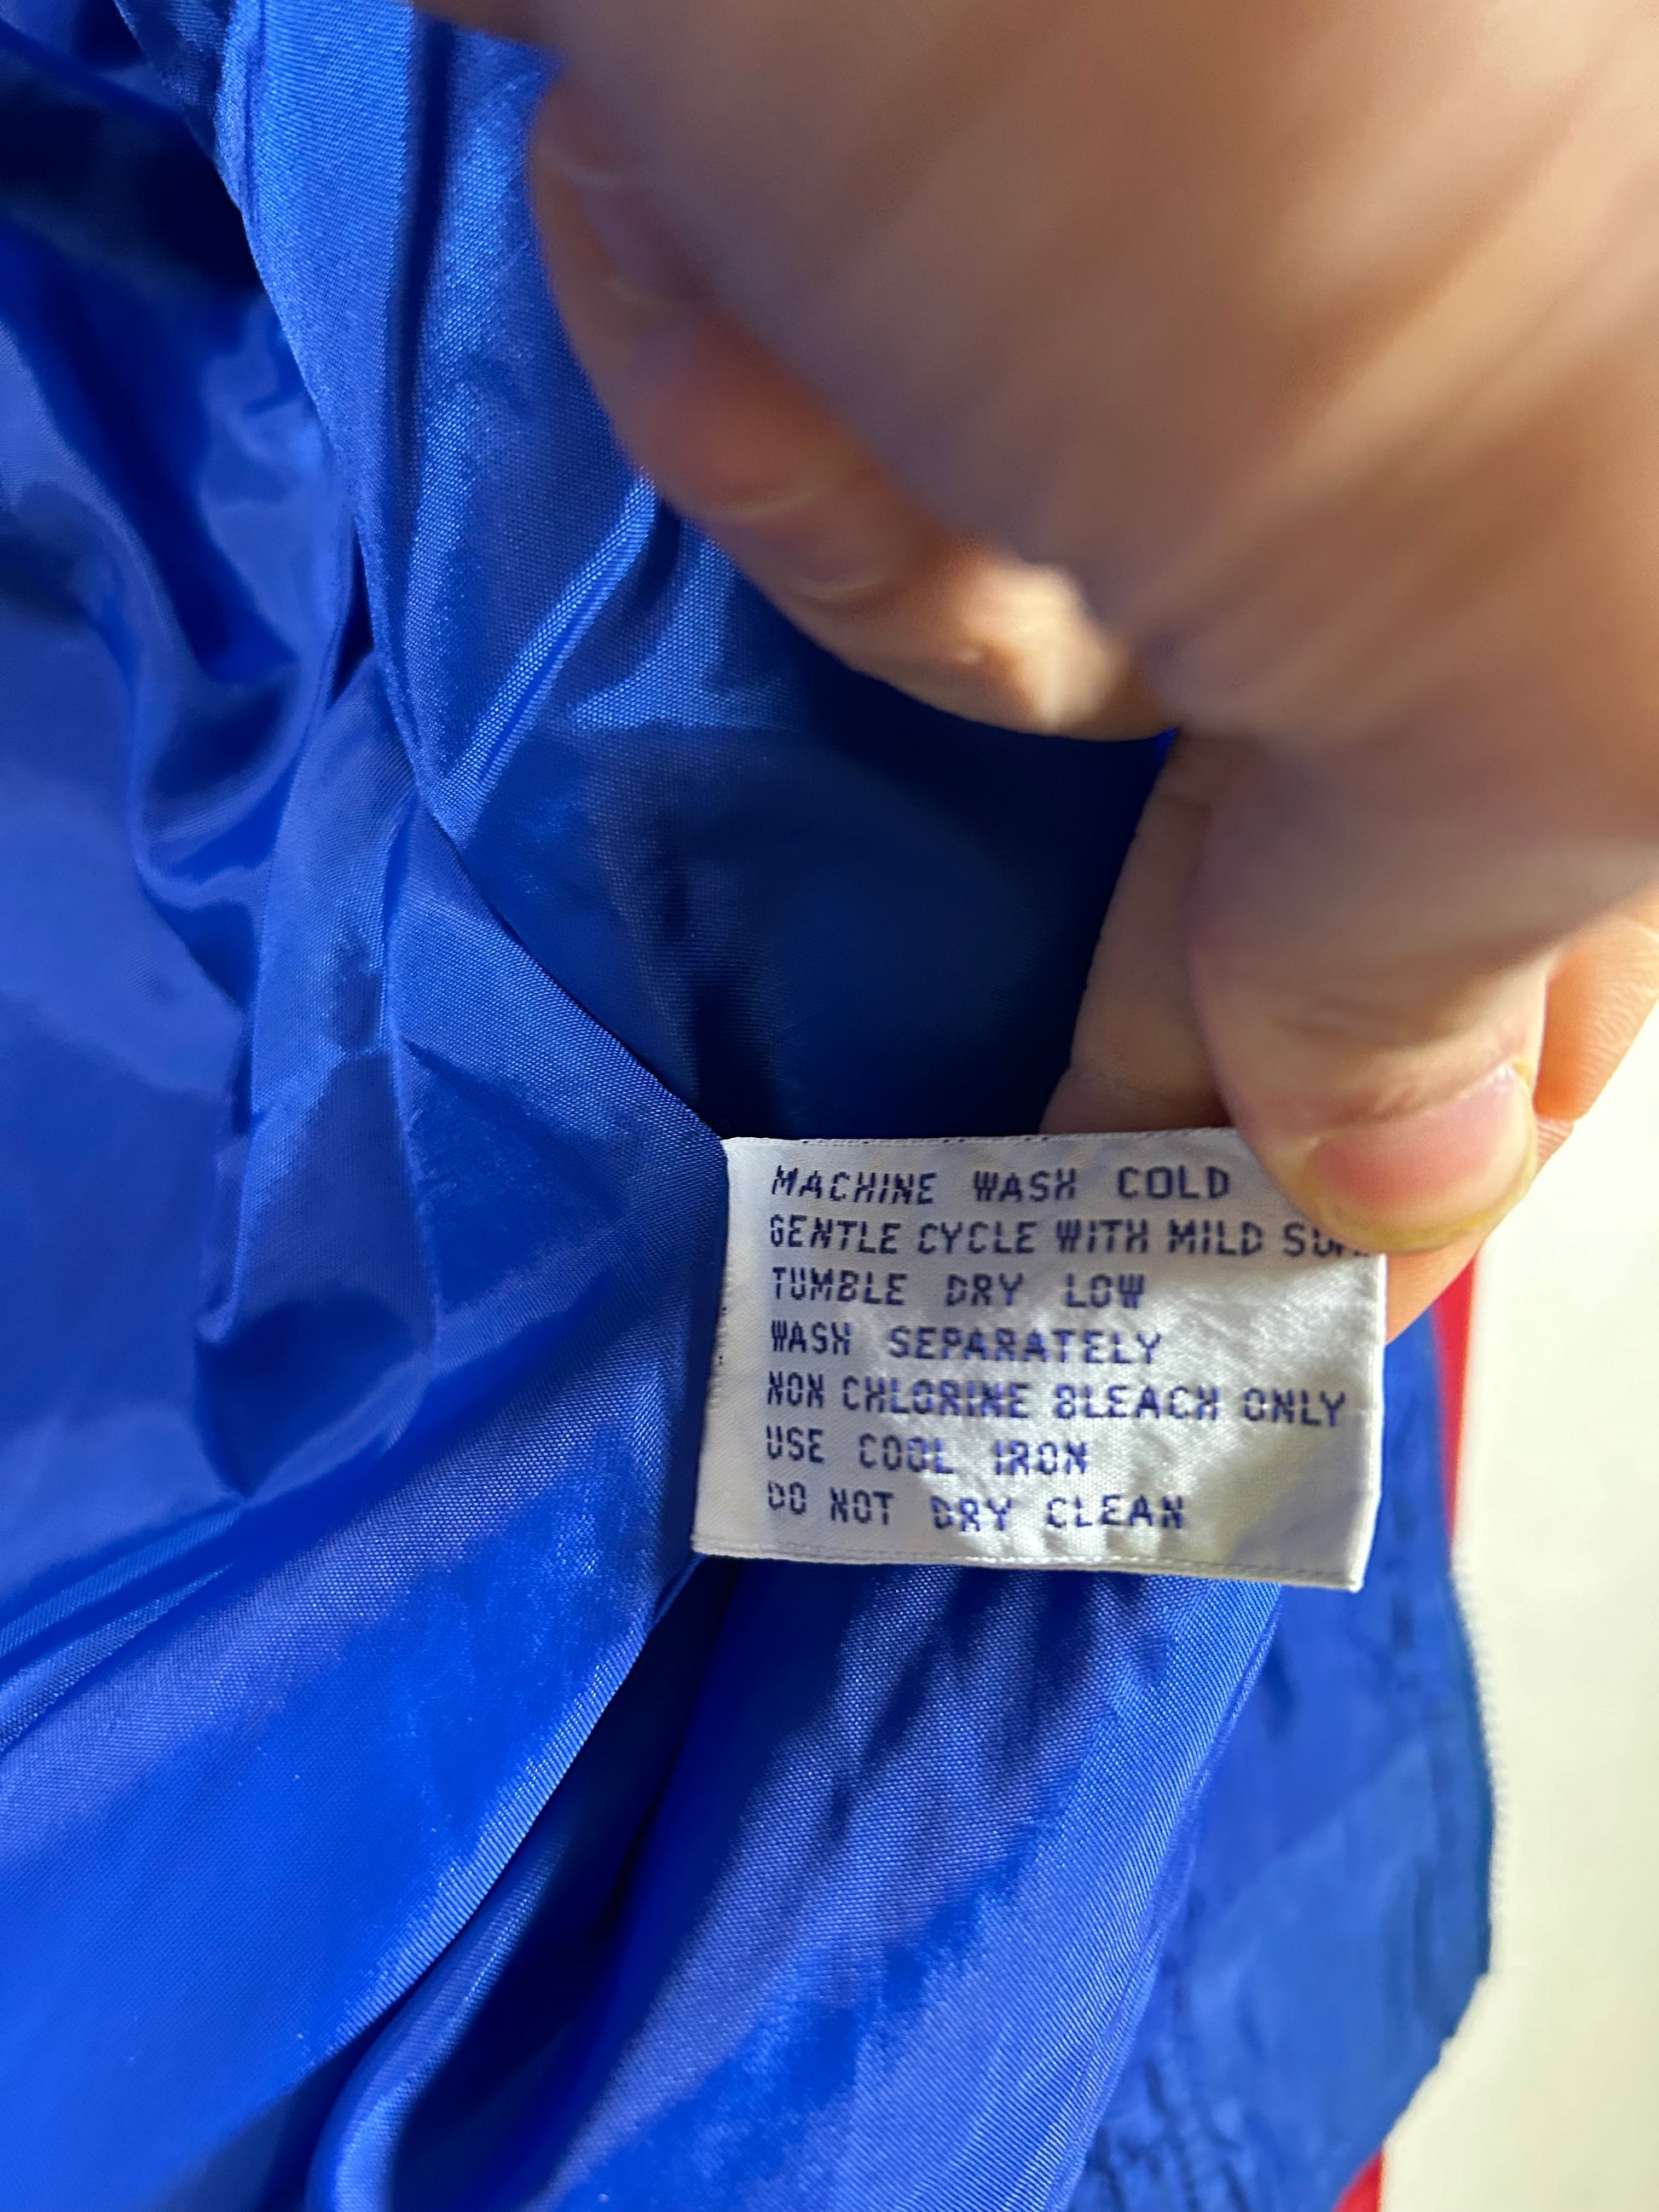 MACHINE WASH COLD
GENTLE CYCLE WITH MILD
TUMBLE DRY LOW
WASH SEPARATELY
NON CHLORINE BLEACH ONLY
USE COOL IRON
DO NOT DRY CLEAN